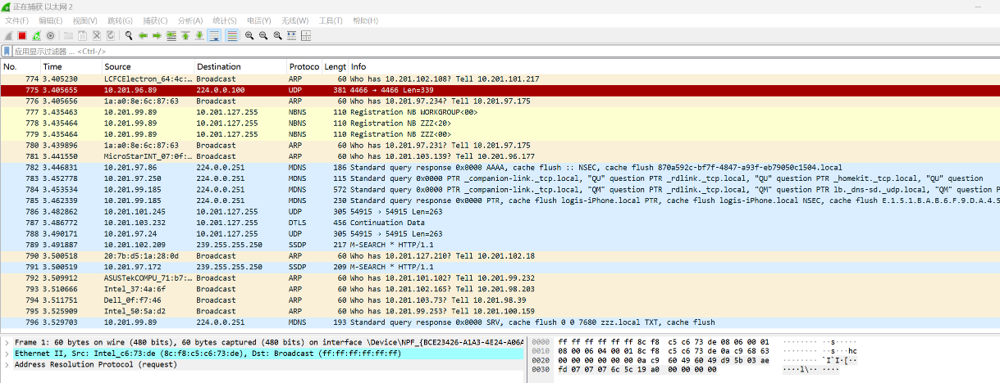 正在捕获 以太网 2
文件(F) 编辑(E) 视图(V) 跳转(G) 捕获(C) 分析(A) 统计(S) 电话(Y) 无线(W) 工具(T) 帮助(H)
应用显示过滤器 … <Ctrl-/>
No. Time Source Destination Protoco Lengt Info
774 3.405230 LCFCElectron_64:4c:… Broadcast ARP 60 Who has 10.201.102.108? Tell 10.201.101.217
775 3.405655 10.201.96.89 224.0.0.100 UDP 381 4466 → 4466 Len=339
776 3.405656 1a:a0:8e:6c:87:63 Broadcast ARP 60 Who has 10.201.97.234? Tell 10.201.97.175
777 3.435463 10.201.99.89 10.201.127.255 NBNS 110 Registration NB WORKGROUP<00>
778 3.435464 10.201.99.89 10.201.127.255 NBNS 110 Registration NB ZZZ<20>
779 3.435464 10.201.99.89 10.201.127.255 NBNS 110 Registration NB ZZZ<00>
780 3.439896 1a:a0:8e:6c:87:63 Broadcast ARP 60 Who has 10.201.97.231? Tell 10.201.97.175
781 3.441550 MicroStarINT_07:0f:… Broadcast ARP 60 Who has 10.201.103.139? Tell 10.201.96.177
782 3.446831 10.201.97.86 224.0.0.251 MDNS 186 Standard query response 0x0000 AAAA, cache flush :: NSEC, cache flush 870a592c-bf7f-4847-a93f-eb79050c1504.local
783 3.452778 10.201.97.250 224.0.0.251 MDNS 115 Standard query 0x0000 PTR _companion-link._tcp.local, "QU" question PTR _rdlink._tcp.local, "QU" question PTR _homekit._tcp.local, "QU" question
784 3.453534 10.201.99.185 224.0.0.251 MDNS 572 Standard query 0x0000 PTR _companion-link._tcp.local, "QM" question PTR _rdlink._tcp.local, "QM" question PTR lb._dns-sd._udp.local, "QM" question PTR
785 3.462339 10.201.99.185 224.0.0.251 MDNS 230 Standard query response 0x0000 PTR, cache flush logis-iPhone.local PTR, cache flush logis-iPhone.local NSEC, cache flush E.1.5.1.B.A.B.6.F.9.D.A.4.5
786 3.482862 10.201.101.245 10.201.127.255 UDP 305 54915 → 54915 Len=263
787 3.486772 10.201.103.232 10.201.127.255 DTLS 456 Continuation Data
788 3.490171 10.201.97.24 10.201.127.255 UDP 305 54915 → 54915 Len=263
789 3.491887 10.201.102.209 239.255.255.250 SSDP 217 M-SEARCH * HTTP/1.1
790 3.500518 20:7b:d5:1a:28:0d Broadcast ARP 60 Who has 10.201.127.210? Tell 10.201.102.18
791 3.500519 10.201.97.172 239.255.255.250 SSDP 209 M-SEARCH * HTTP/1.1
792 3.509912 ASUSTekCOMPU_71:b7:… Broadcast ARP 60 Who has 10.201.101.102? Tell 10.201.99.232
793 3.510666 Intel_37:4a:6f Broadcast ARP 60 Who has 10.201.102.165? Tell 10.201.98.203
794 3.511751 Dell_0f:f7:46 Broadcast ARP 60 Who has 10.201.103.73? Tell 10.201.98.39
795 3.525909 Intel_50:5a:d2 Broadcast ARP 60 Who has 10.201.99.253? Tell 10.201.100.159
796 3.529703 10.201.99.89 224.0.0.251 MDNS 193 Standard query response 0x0000 SRV, cache flush 0 0 7680 zzz.local TXT, cache flush
Frame 1: 60 bytes on wire (480 bits), 60 bytes captured (480 bits) on interface \Device\NPF_{BCE23426-A1A3-4E24-A06A
Ethernet II, Src: Intel_c6:73:de (8c:f8:c5:c6:73:de), Dst: Broadcast (ff:ff:ff:ff:ff:ff)
Address Resolution Protocol (request)
0000 ff ff ff ff ff ff 8c f8 c5 c6 73 de 08 06 00 01 ········ ··s·····
0010 08 00 06 04 00 01 8c f8 c5 c6 73 de 0a c9 68 63 ········ ··s···hc
0020 00 00 00 00 00 00 0a c9 60 49 60 49 d9 5b 03 ae ········ `I`I·[··
0030 fd 07 07 07 6c 5c 19 a0 00 00 00 00 ····l\·· ····